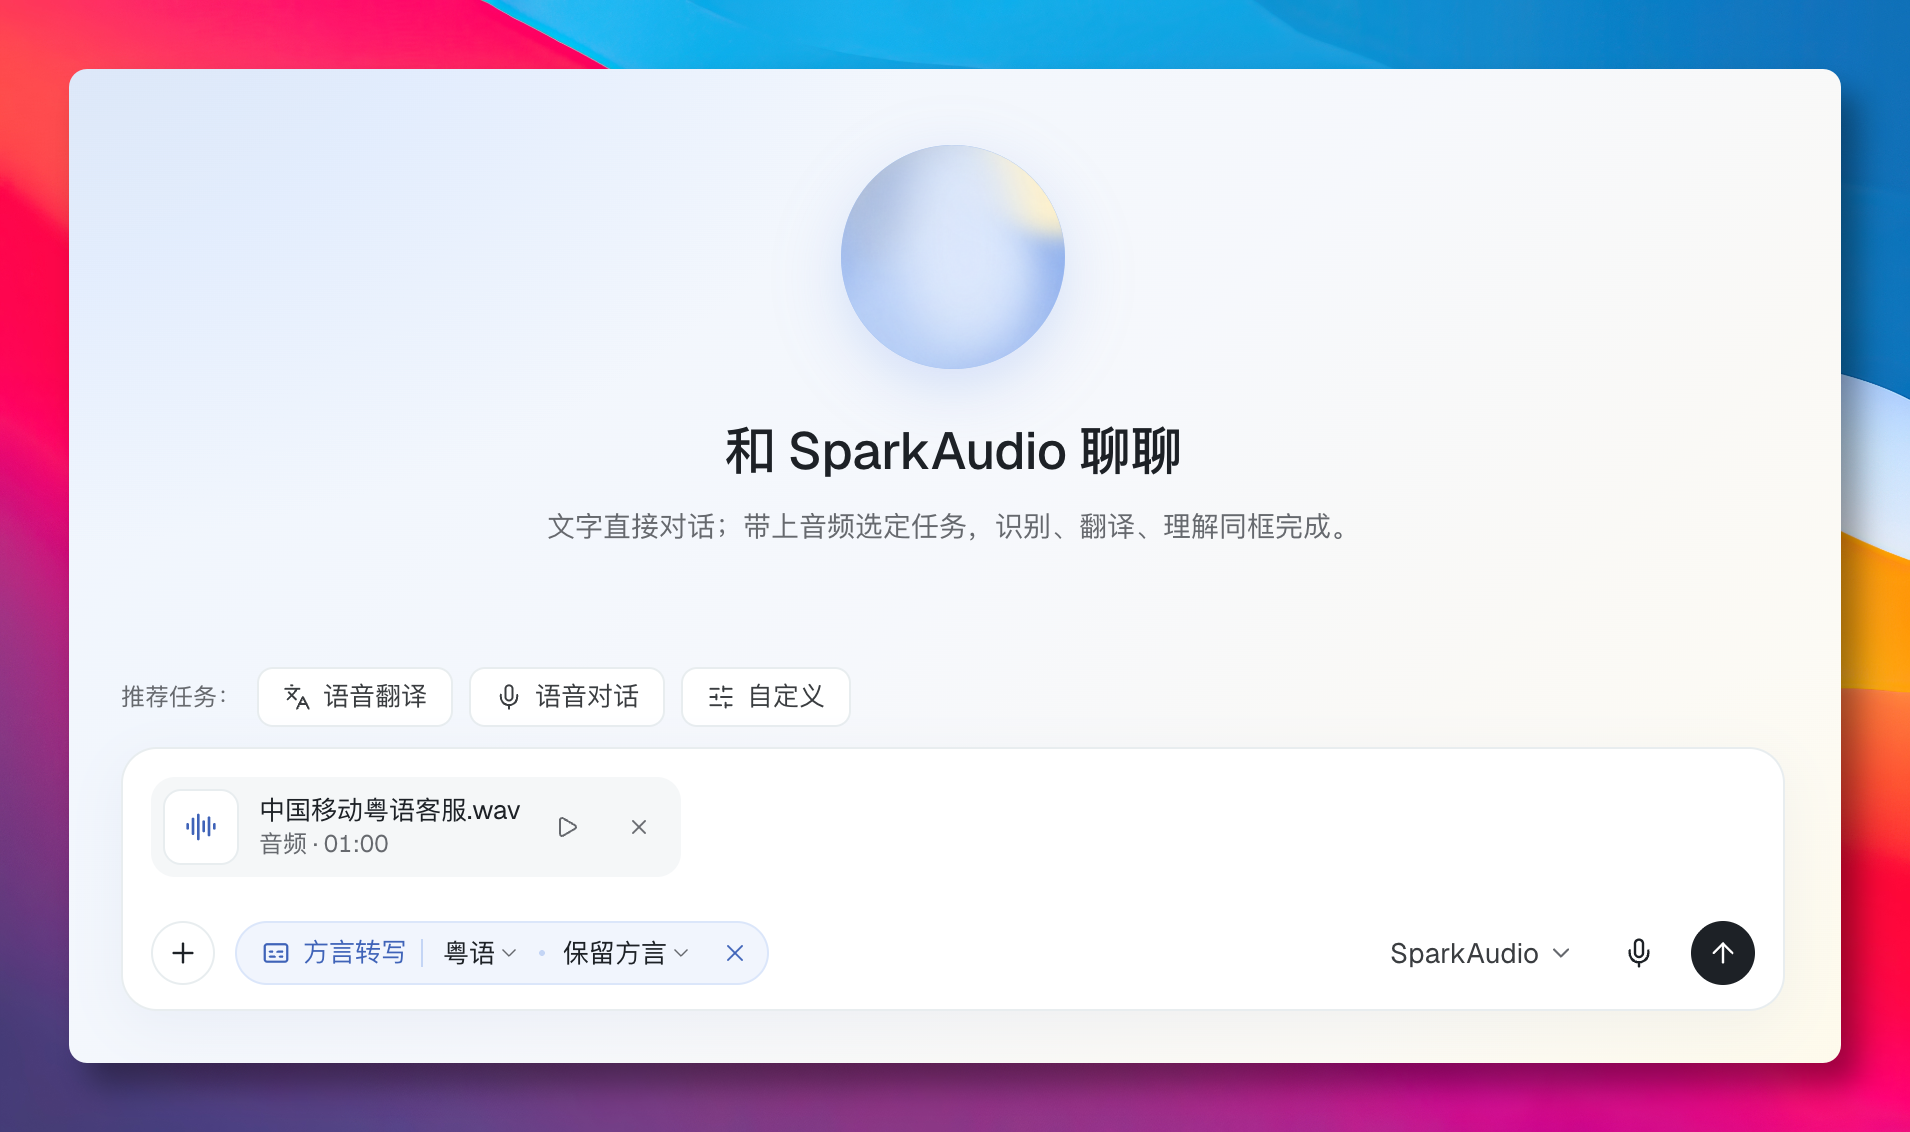 和 SparkAudio 聊聊
文字直接对话；带上音频选定任务，识别、翻译、理解同框完成。
推荐任务： 语音翻译 语音对话 自定义
中国移动粤语客服.wav
音频 · 01:00
方言转写 粤语 · 保留方言 SparkAudio